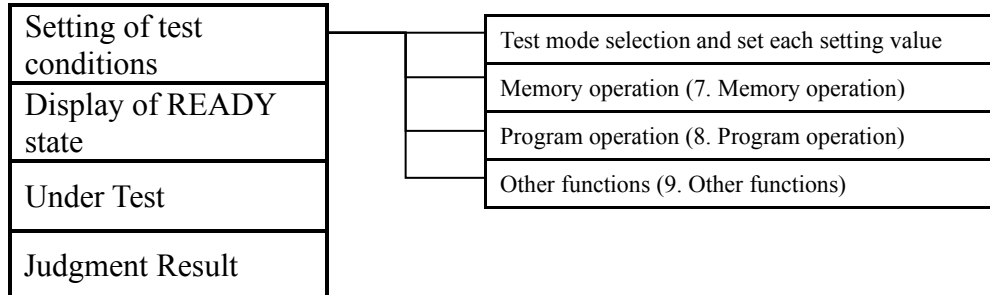 Setting of test
conditions
Display of READY
state
Under Test
Judgment Result
Test mode selection and set each setting value
Memory operation (7. Memory operation)
Program operation (8. Program operation)
Other functions (9. Other functions)